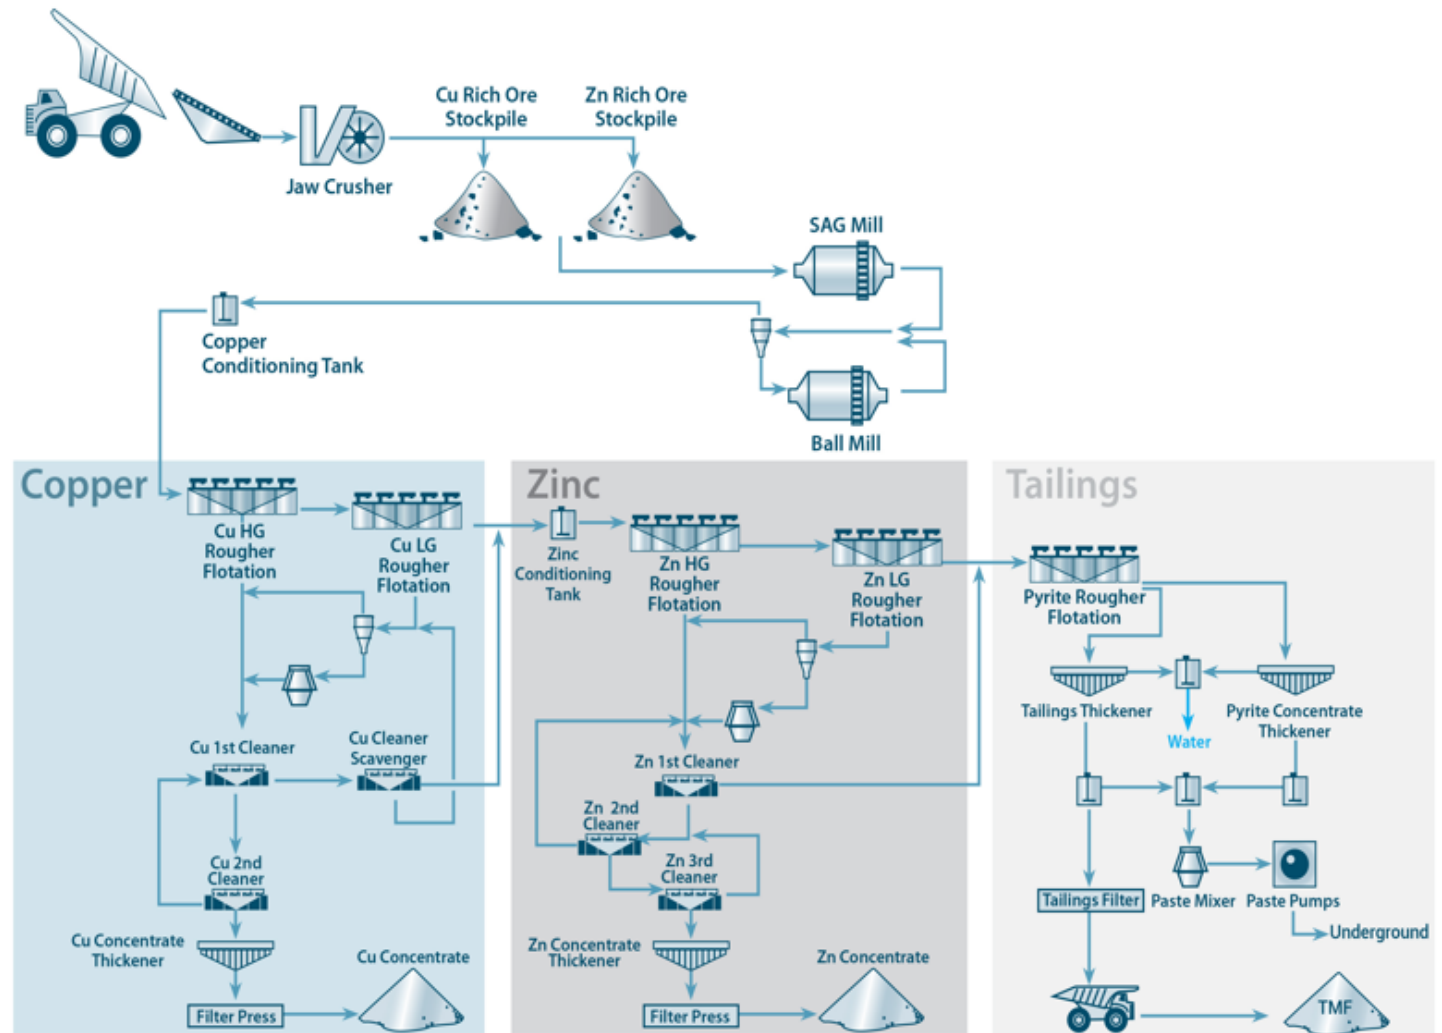 Cu Rich Ore
Stockpile
Zn Rich Ore
Stockpile
Jaw Crusher
SAG Mill
Copper
Conditioning Tank
Ball Mill
Copper
Cu HG
Rougher
Flotation
Cu LG
Rougher
Flotation
Cu 1st Cleaner
Cu Cleaner
Scavenger
Cu 2nd
Cleaner
Cu Concentrate
Thickener
Cu Concentrate
Filter Press
Zinc
Zinc
Conditioning
Tank
Zn HG
Rougher
Flotation
Zn LG
Rougher
Flotation
Zn 1st Cleaner
Zn 2nd
Cleaner
Zn 3rd
Cleaner
Zn Concentrate
Thickener
Zn Concentrate
Filter Press
Tailings
Pyrite Rougher
Flotation
Tailings Thickener
Pyrite Concentrate
Thickener
Water
Tailings Filter
Paste Mixer
Paste Pumps
Underground
TMF